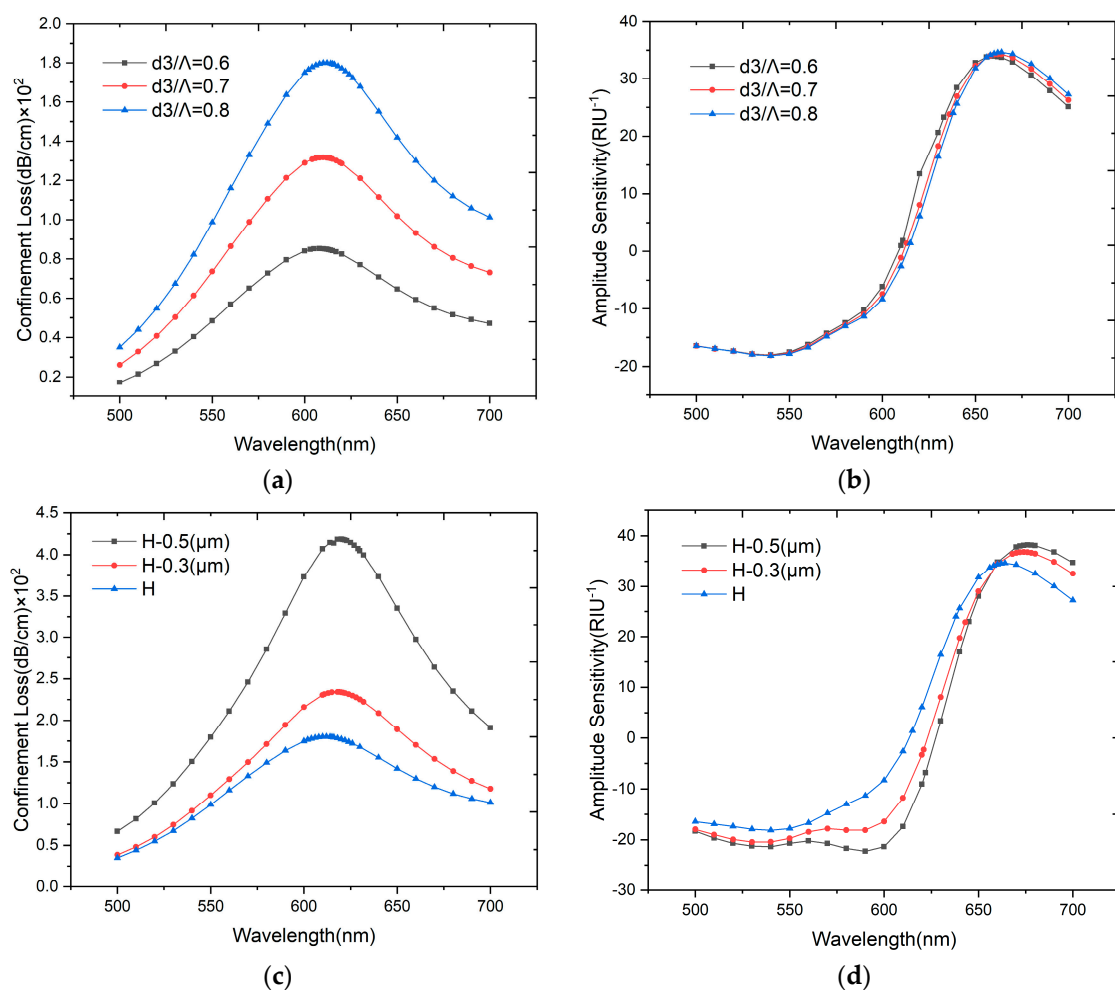 2.0
1.8
1.6
1.4
1.2
1.0
0.8
0.6
0.4
0.2
Confinement Loss(dB/cm)×10²
d3/Λ=0.6
d3/Λ=0.7
d3/Λ=0.8
500 550 600 650 700
Wavelength(nm)
(a)
40
30
20
10
0
-10
-20
Amplitude Sensitivity(RIU⁻¹)
d3/Λ=0.6
d3/Λ=0.7
d3/Λ=0.8
500 550 600 650 700
Wavelength(nm)
(b)
4.5
4.0
3.5
3.0
2.5
2.0
1.5
1.0
0.5
0.0
Confinement Loss(dB/cm)×10²
H-0.5(μm)
H-0.3(μm)
H
500 550 600 650 700
Wavelength(nm)
(c)
40
30
20
10
0
-10
-20
-30
Amplitude Sensitivity(RIU⁻¹)
H-0.5(μm)
H-0.3(μm)
H
500 550 600 650 700
Wavelength(nm)
(d)